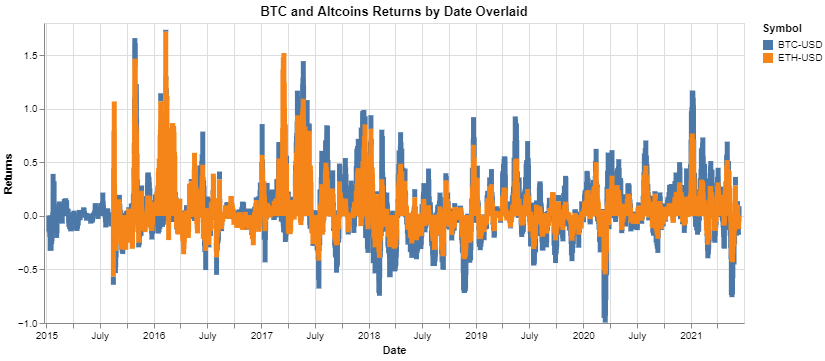 BTC and Altcoins Returns by Date Overlaid
Symbol
BTC-USD
ETH-USD
1.5
1.0
0.5
0.0
−0.5
−1.0
Returns
2015 July 2016 July 2017 July 2018 July 2019 July 2020 July 2021
Date